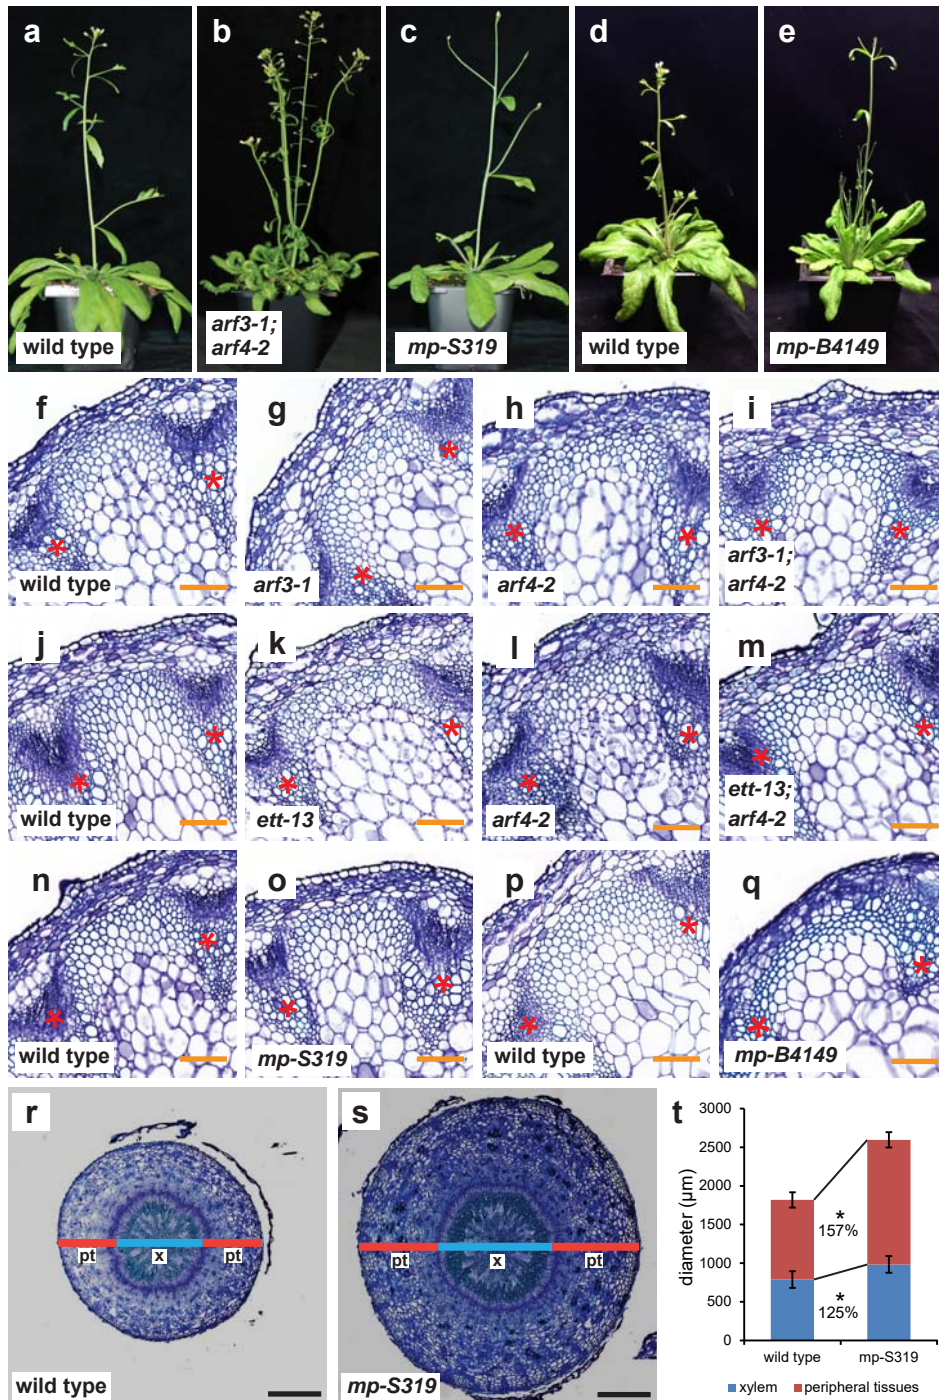 a
b
c
d
e
wild type
arf3-1;
arf4-2
mp-S319
wild type
mp-B4149
f
g
h
i
wild type
arf3-1
arf4-2
arf3-1;
arf4-2
j
k
l
m
wild type
ett-13
arf4-2
ett-13;
arf4-2
n
o
p
q
wild type
mp-S319
wild type
mp-B4149
r
s
t
pt
x
pt
pt
x
pt
wild type
mp-S319
diameter (µm)
3000
2500
2000
1500
1000
500
0
*
157%
*
125%
wild type
mp-S319
xylem
peripheral tissues